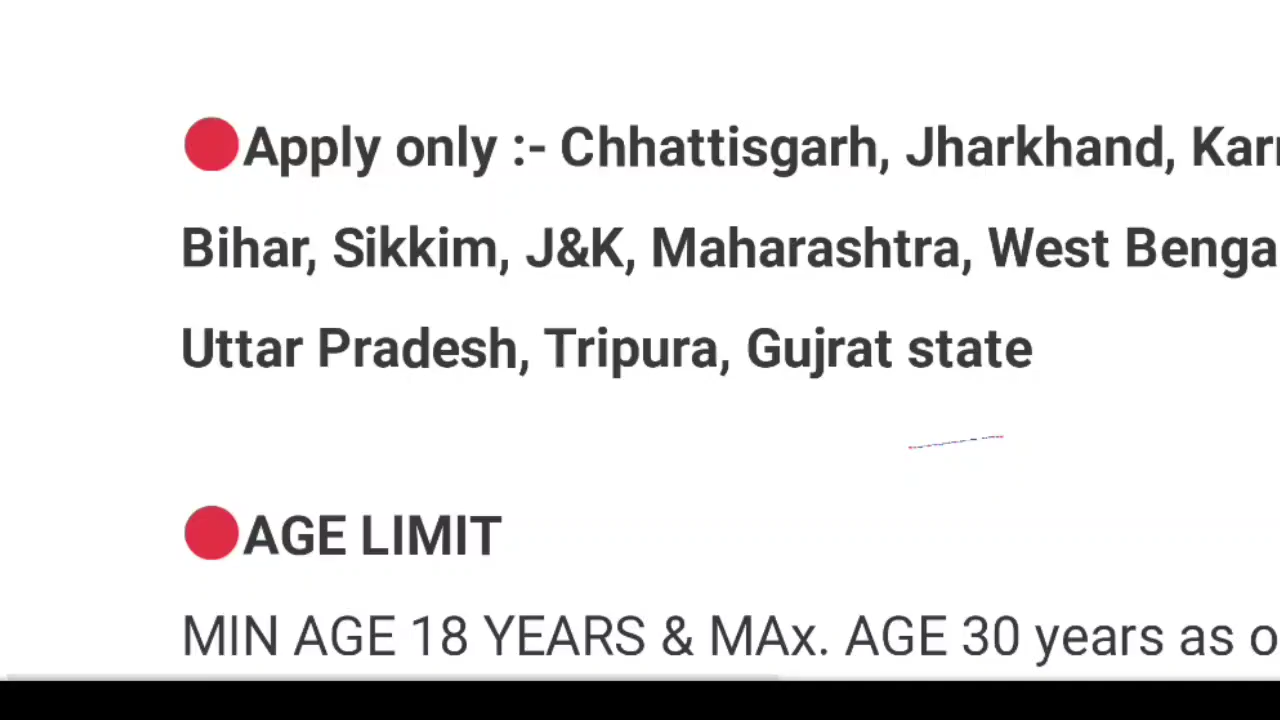 Apply only :- Chhattisgarh, Jharkhand,
Bihar, Sikkim, J&K, Maharashtra, West
Uttar Pradesh, Tripura, Gujrat state
AGE LIMIT
MIN AGE 18 YEARS & MAx. AGE 30 years as